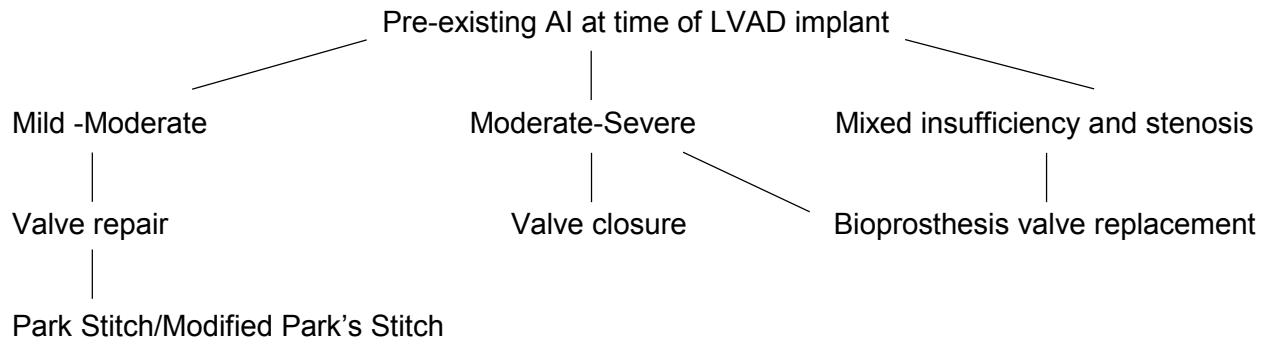 Pre-existing AI at time of LVAD implant
Mild -Moderate
Moderate-Severe
Mixed insufficiency and stenosis
Valve repair
Valve closure
Bioprosthesis valve replacement
Park Stitch/Modified Park's Stitch